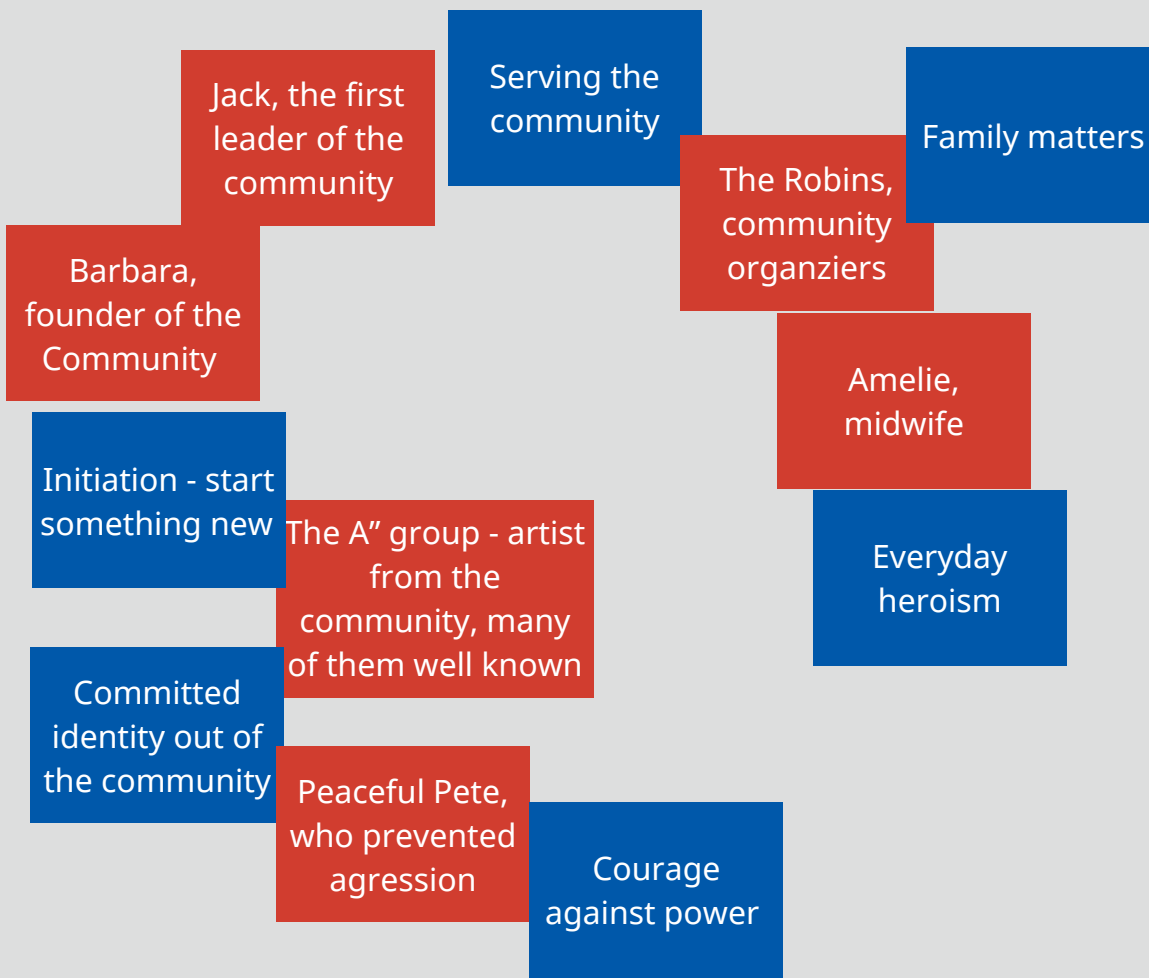 Jack, the first
leader of the
community
Serving the
community
Family matters
The Robins,
community
organziers
Barbara,
founder of the
Community
Amelie,
midwife
Initiation - start
something new
The A” group - artist
from the
community, many
of them well known
Everyday
heroism
Committed
identity out of
the community
Peaceful Pete,
who prevented
agression
Courage
against power